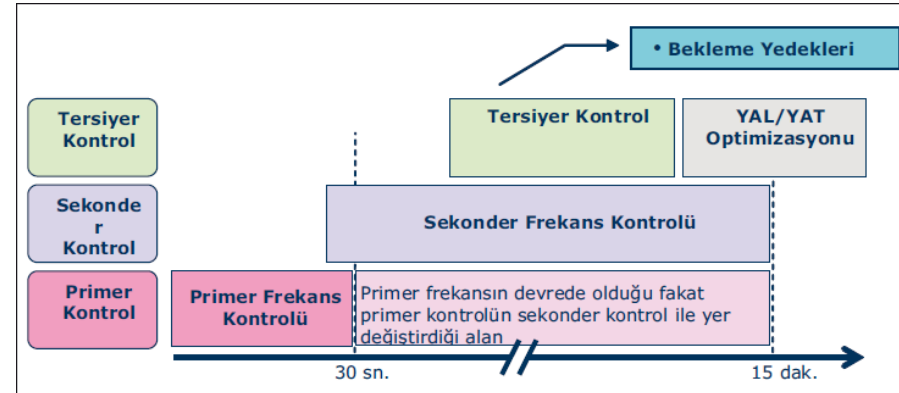 • Bekleme Yedekleri
Tersiyer
Kontrol
Tersiyer Kontrol
YAL/YAT
Optimizasyonu
Sekonde
r
Kontrol
Sekonder Frekans Kontrolü
Primer
Kontrol
Primer Frekans
Kontrolü
Primer frekansın devrede olduğu fakat
primer kontrolün sekonder kontrol ile yer
değiştirdiği alan
30 sn.
15 dak.